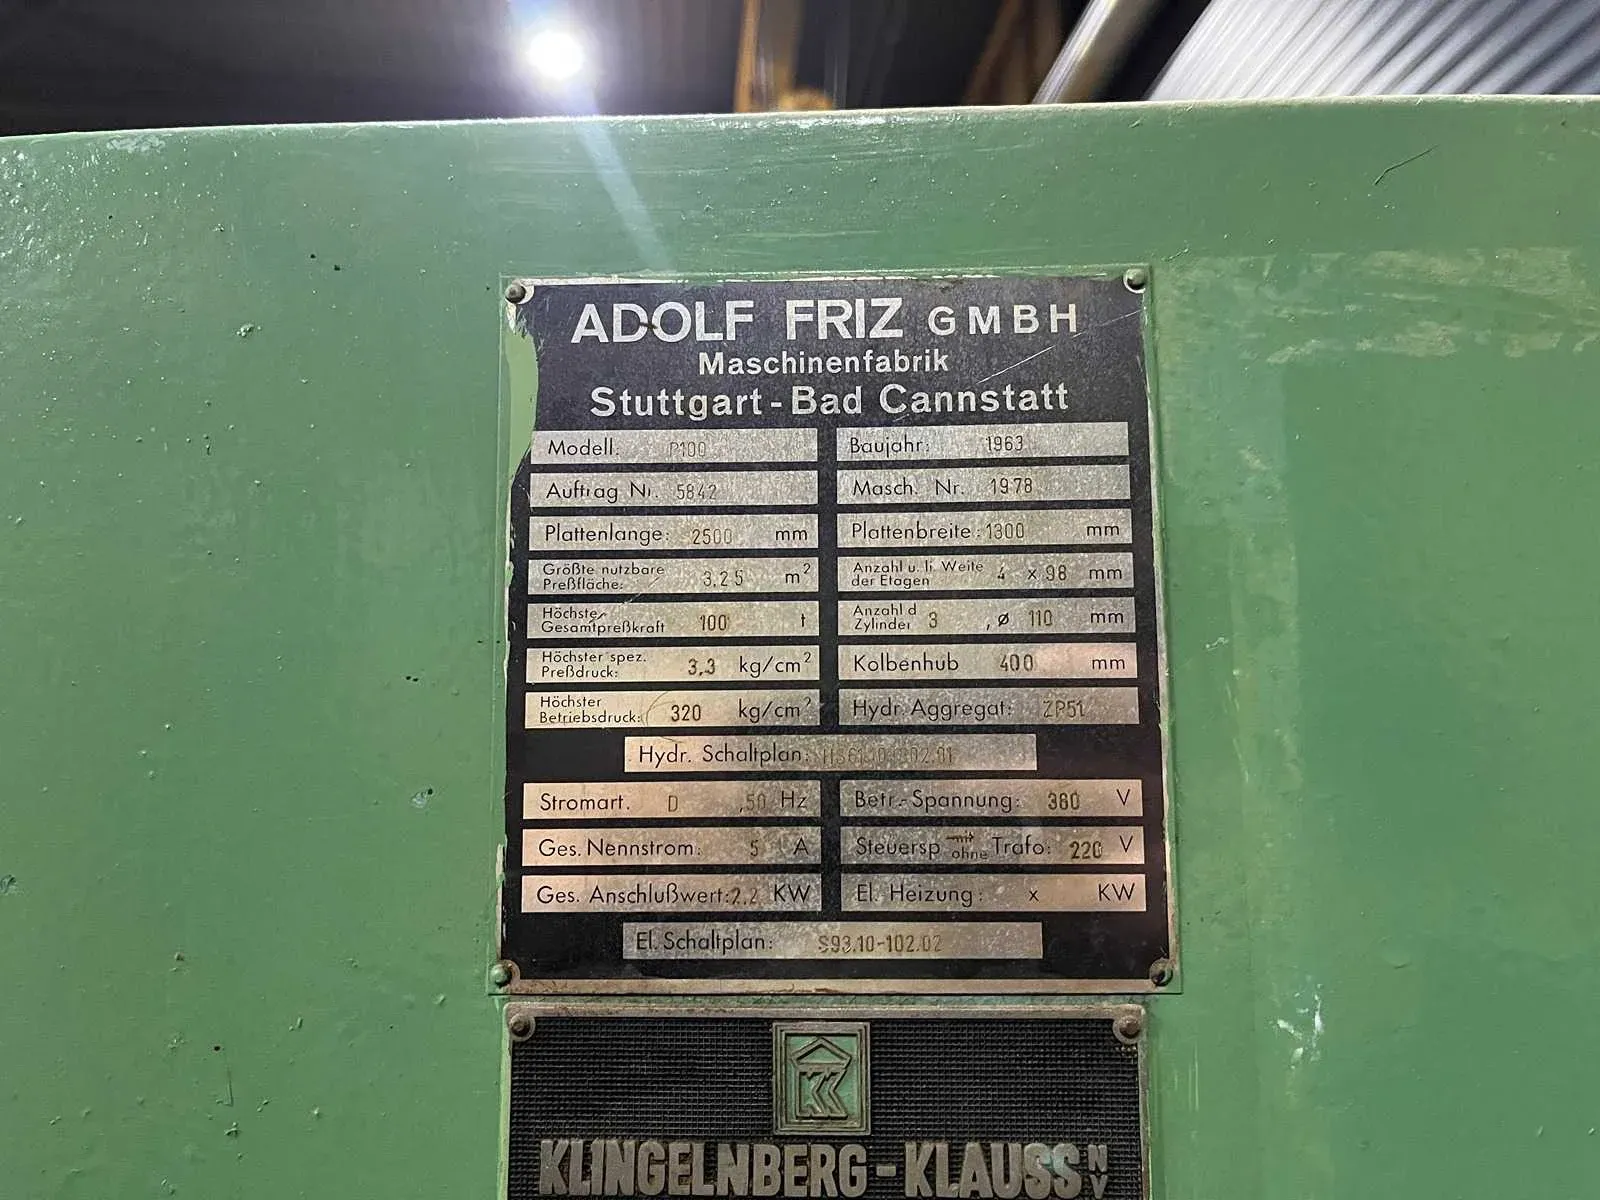 ADOLF FRIZ GMBH
Maschinenfabrik
Stuttgart-Bad Cannstatt
Modell: P100
Baujahr: 1963
Auftrag Nr. 5842
Masch. Nr. 1978
Plattenlänge: 2500 mm
Plattenbreite: 1300 mm
Größte nutzbare
Preßfläche: 3,25 m²
Anzahl u. li. Weite
der Etagen 4 x 98 mm
Höchste
Gesamtpreßkraft 100 t
Anzahl d
Zylinder 3 , ø 110 mm
Höchster spez.
Preßdruck: 3,3 kg/cm²
Kolbenhub 400 mm
Höchster
Betriebsdruck: 320 kg/cm²
Hydr. Aggregat: ZP51
Hydr. Schaltplan:
Stromart. D ,50 Hz
Betr.-Spannung: 380 V
Ges. Nennstrom: 5 A
Steuersp mit
ohne Trafo: 220 V
Ges. Anschlußwert: 2,2 KW
El. Heizung: x KW
El. Schaltplan: S93.10-102.02
KK
KLINGELNBERG-KLAUSS NV